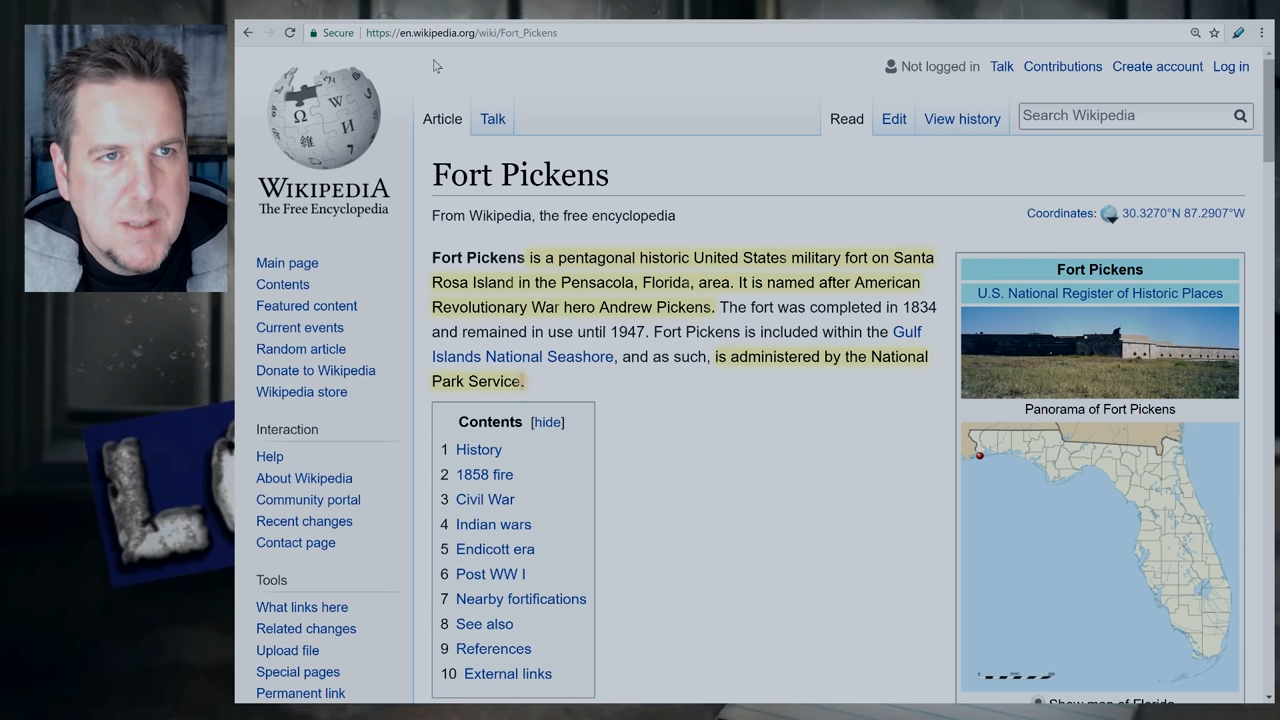 Secure
https://en.wikipedia.org/wiki/Fort_Pickens
Not logged in Talk Contributions Create account Log in
Article Talk Read Edit View history Search Wikipedia
WIKIPEDIA
The Free Encyclopedia
Main page
Contents
Featured content
Current events
Random article
Donate to Wikipedia
Wikipedia store
Interaction
Help
About Wikipedia
Community portal
Recent changes
Contact page
Tools
What links here
Related changes
Upload file
Special pages
Permanent link
Fort Pickens
From Wikipedia, the free encyclopedia
Coordinates: 30.3270°N 87.2907°W
Fort Pickens is a pentagonal historic United States military fort on Santa
Rosa Island in the Pensacola, Florida, area. It is named after American
Revolutionary War hero Andrew Pickens. The fort was completed in 1834
and remained in use until 1947. Fort Pickens is included within the Gulf
Islands National Seashore, and as such, is administered by the National
Park Service.
Contents [hide]
1 History
2 1858 fire
3 Civil War
4 Indian wars
5 Endicott era
6 Post WW I
7 Nearby fortifications
8 See also
9 References
10 External links
Fort Pickens
U.S. National Register of Historic Places
Panorama of Fort Pickens
Show map of Florida